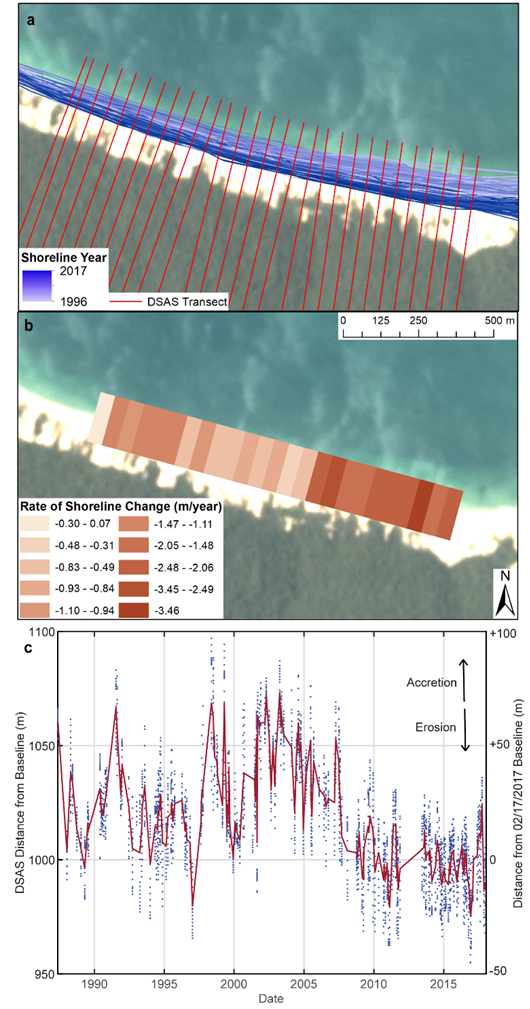 a
Shoreline Year
2017
1996
DSAS Transect
b
0 125 250 500 m
Rate of Shoreline Change (m/year)
-0.30 - 0.07 -1.47 - -1.11
-0.48 - -0.31 -2.05 - -1.48
-0.83 - -0.49 -2.48 - -2.06
-0.93 - -0.84 -3.45 - -2.49
-1.10 - -0.94 -3.46
N
c
1100
1050
1000
950
DSAS Distance from Baseline (m)
+100
+50
0
-50
Distance from 02/17/2017 Baseline (m)
Accretion
Erosion
1990 1995 2000 2005 2010 2015
Date